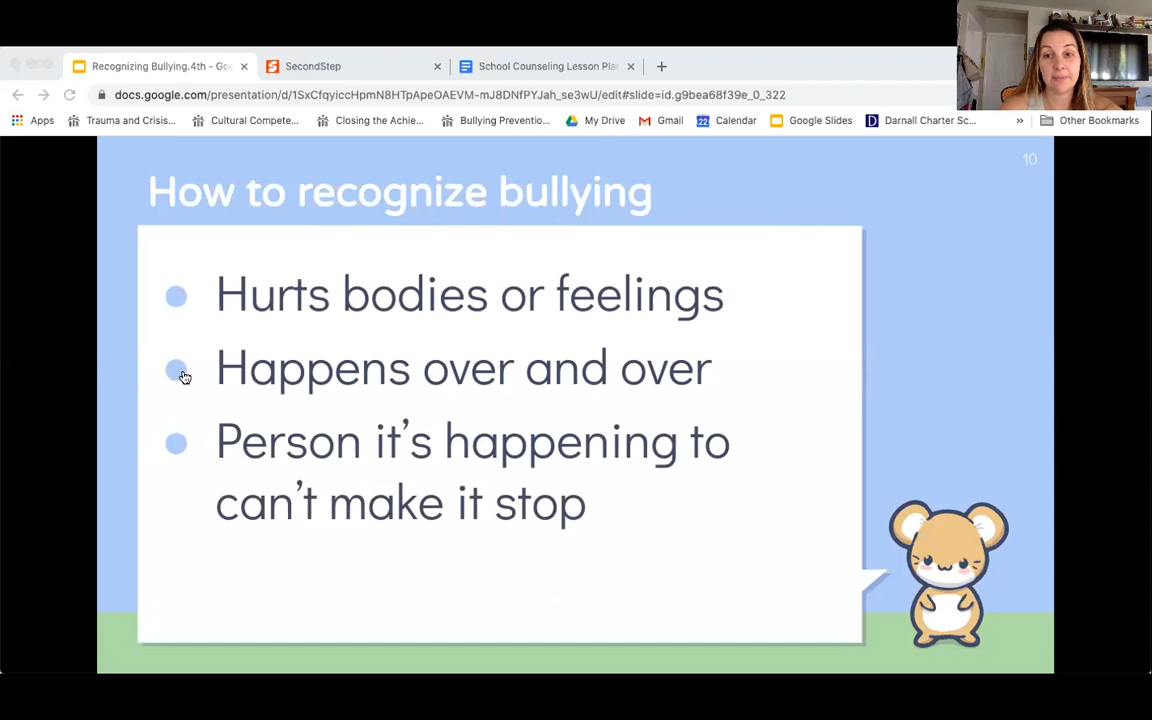 Recognizing Bullying.4th - Goo
SecondStep
School Counseling Lesson Plan
docs.google.com/presentation/d/1SxCfqyiccHpmN8HTpApeOAEVM-mJ8DNfPYJah_se3wU/edit#slide=id.g9bea68f39e_0_322
Apps Trauma and Crisis... Cultural Compete... Closing the Achie... Bullying Preventio... My Drive Gmail 22 Calendar Google Slides Darnall Charter Sc... » Other Bookmarks
10
How to recognize bullying
Hurts bodies or feelings
Happens over and over
Person it’s happening to
can’t make it stop